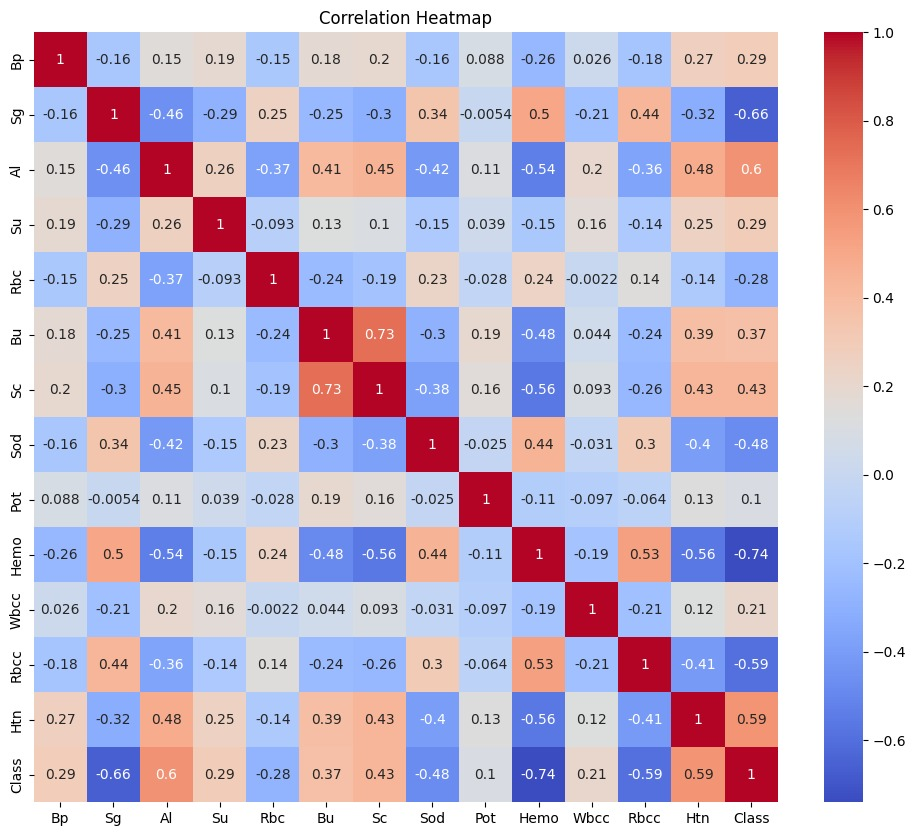 Correlation Heatmap
Bp 1 -0.16 0.15 0.19 -0.15 0.18 0.2 -0.16 0.088 -0.26 0.026 -0.18 0.27 0.29
Sg -0.16 1 -0.46 -0.29 0.25 -0.25 -0.3 0.34 -0.0054 0.5 -0.21 0.44 -0.32 -0.66
Al 0.15 -0.46 1 0.26 -0.37 0.41 0.45 -0.42 0.11 -0.54 0.2 -0.36 0.48 0.6
Su 0.19 -0.29 0.26 1 -0.093 0.13 0.1 -0.15 0.039 -0.15 0.16 -0.14 0.25 0.29
Rbc -0.15 0.25 -0.37 -0.093 1 -0.24 -0.19 0.23 -0.028 0.24 -0.0022 0.14 -0.14 -0.28
Bu 0.18 -0.25 0.41 0.13 -0.24 1 0.73 -0.3 0.19 -0.48 0.044 -0.24 0.39 0.37
Sc 0.2 -0.3 0.45 0.1 -0.19 0.73 1 -0.38 0.16 -0.56 0.093 -0.26 0.43 0.43
Sod -0.16 0.34 -0.42 -0.15 0.23 -0.3 -0.38 1 -0.025 0.44 -0.031 0.3 -0.4 -0.48
Pot 0.088 -0.0054 0.11 0.039 -0.028 0.19 0.16 -0.025 1 -0.11 -0.097 -0.064 0.13 0.1
Hemo -0.26 0.5 -0.54 -0.15 0.24 -0.48 -0.56 0.44 -0.11 1 -0.19 0.53 -0.56 -0.74
Wbcc 0.026 -0.21 0.2 0.16 -0.0022 0.044 0.093 -0.031 -0.097 -0.19 1 -0.21 0.12 0.21
Rbcc -0.18 0.44 -0.36 -0.14 0.14 -0.24 -0.26 0.3 -0.064 0.53 -0.21 1 -0.41 -0.59
Htn 0.27 -0.32 0.48 0.25 -0.14 0.39 0.43 -0.4 0.13 -0.56 0.12 -0.41 1 0.59
Class 0.29 -0.66 0.6 0.29 -0.28 0.37 0.43 -0.48 0.1 -0.74 0.21 -0.59 0.59 1
Bp Sg Al Su Rbc Bu Sc Sod Pot Hemo Wbcc Rbcc Htn Class
1.0
0.8
0.6
0.4
0.2
0.0
−0.2
−0.4
−0.6